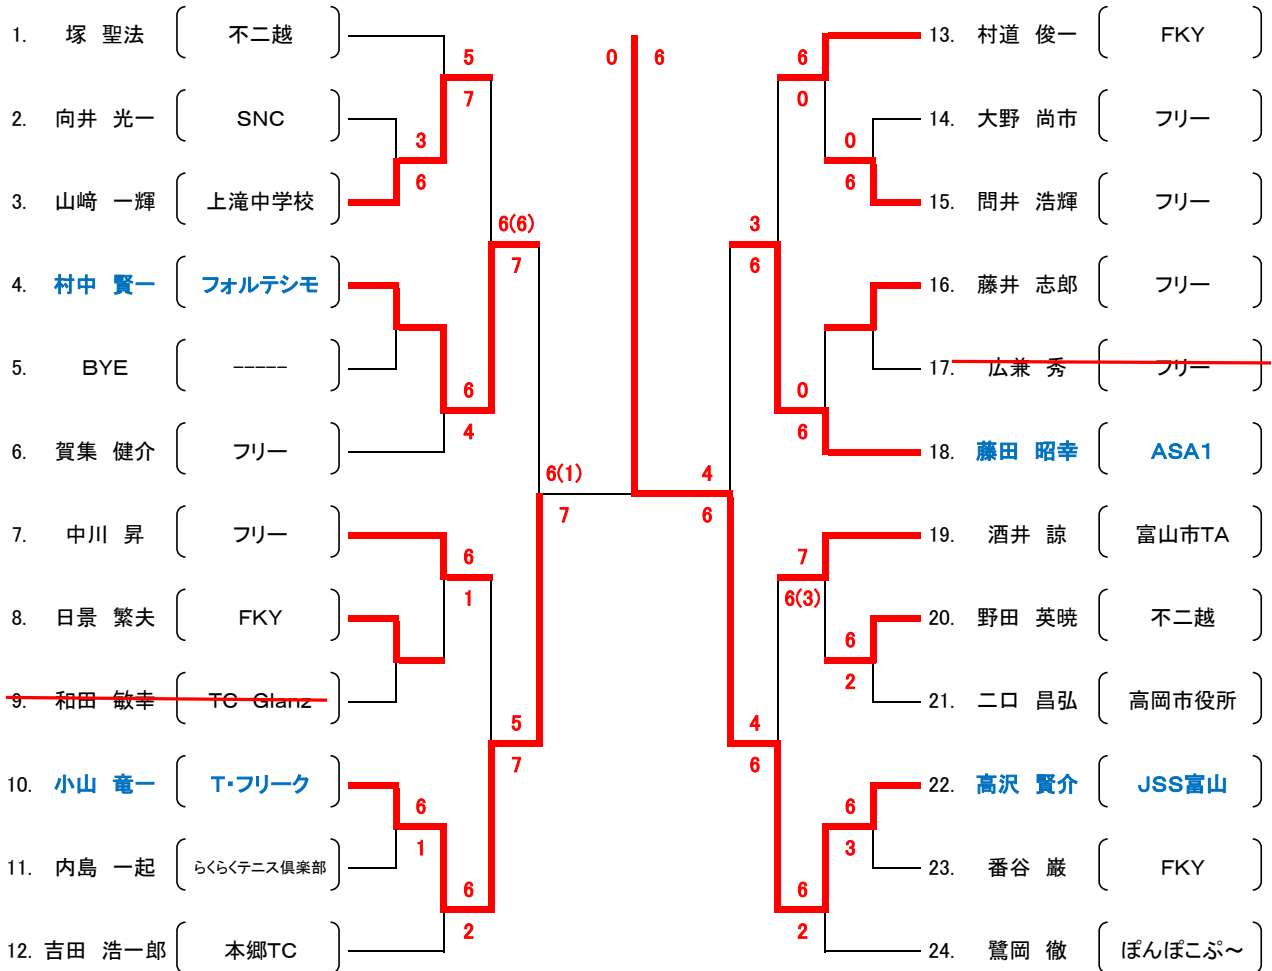 1. 塚 聖法 不二越
2. 向井 光一 SNC
3. 山﨑 一輝 上滝中学校
4. 村中 賢一 フォルテシモ
5. BYE -----
6. 賀集 健介 フリー
7. 中川 昇 フリー
8. 日景 繁夫 FKY
9. 和田 敏幸 TC Glanz
10. 小山 竜一 T・フリーク
11. 内島 一起 らくらくテニス倶楽部
12. 吉田 浩一郎 本郷TC
5
7
3
6
6(6)
7
6
4
6(1)
7
6
1
5
7
6
1
6
2
0 6
4
6
6
0
0
6
3
6
0
6
7
6(3)
6
2
4
6
6
3
6
2
13. 村道 俊一 FKY
14. 大野 尚市 フリー
15. 問井 浩輝 フリー
16. 藤井 志郎 フリー
17. 広兼 秀 フリー
18. 藤田 昭幸 ASA1
19. 酒井 諒 富山市TA
20. 野田 英暁 不二越
21. 二口 昌弘 高岡市役所
22. 高沢 賢介 JSS富山
23. 番谷 巌 FKY
24. 鷺岡 徹 ぽんぽこぷ～